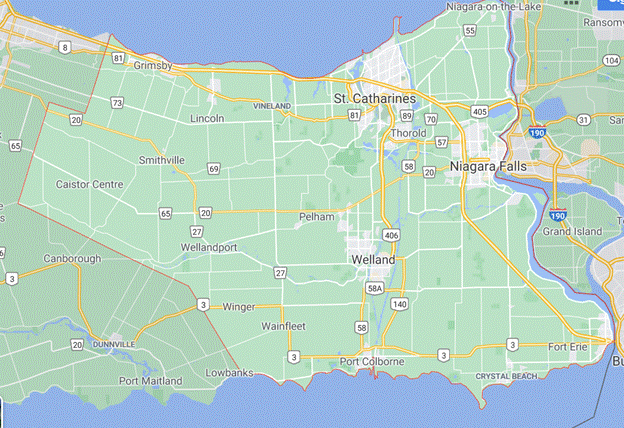 Niagara-on-the-Lake
Ransomv
55
8
81
Grimsby
104
73
VINELAND
St. Catharines
405
20
Lincoln
81
89
70
31
Thorold
190
65
57
Smithville
69
58
20
Niagara Falls
Caistor Centre
65
20
Pelham
190
27
406
Grand Island
Wellandport
Canborough
Welland
27
3
58A
3
Winger
140
Wainfleet
58
20
DUNNVILLE
3
Port Colborne
3
3
Fort Erie
Lowbanks
Port Maitland
CRYSTAL BEACH